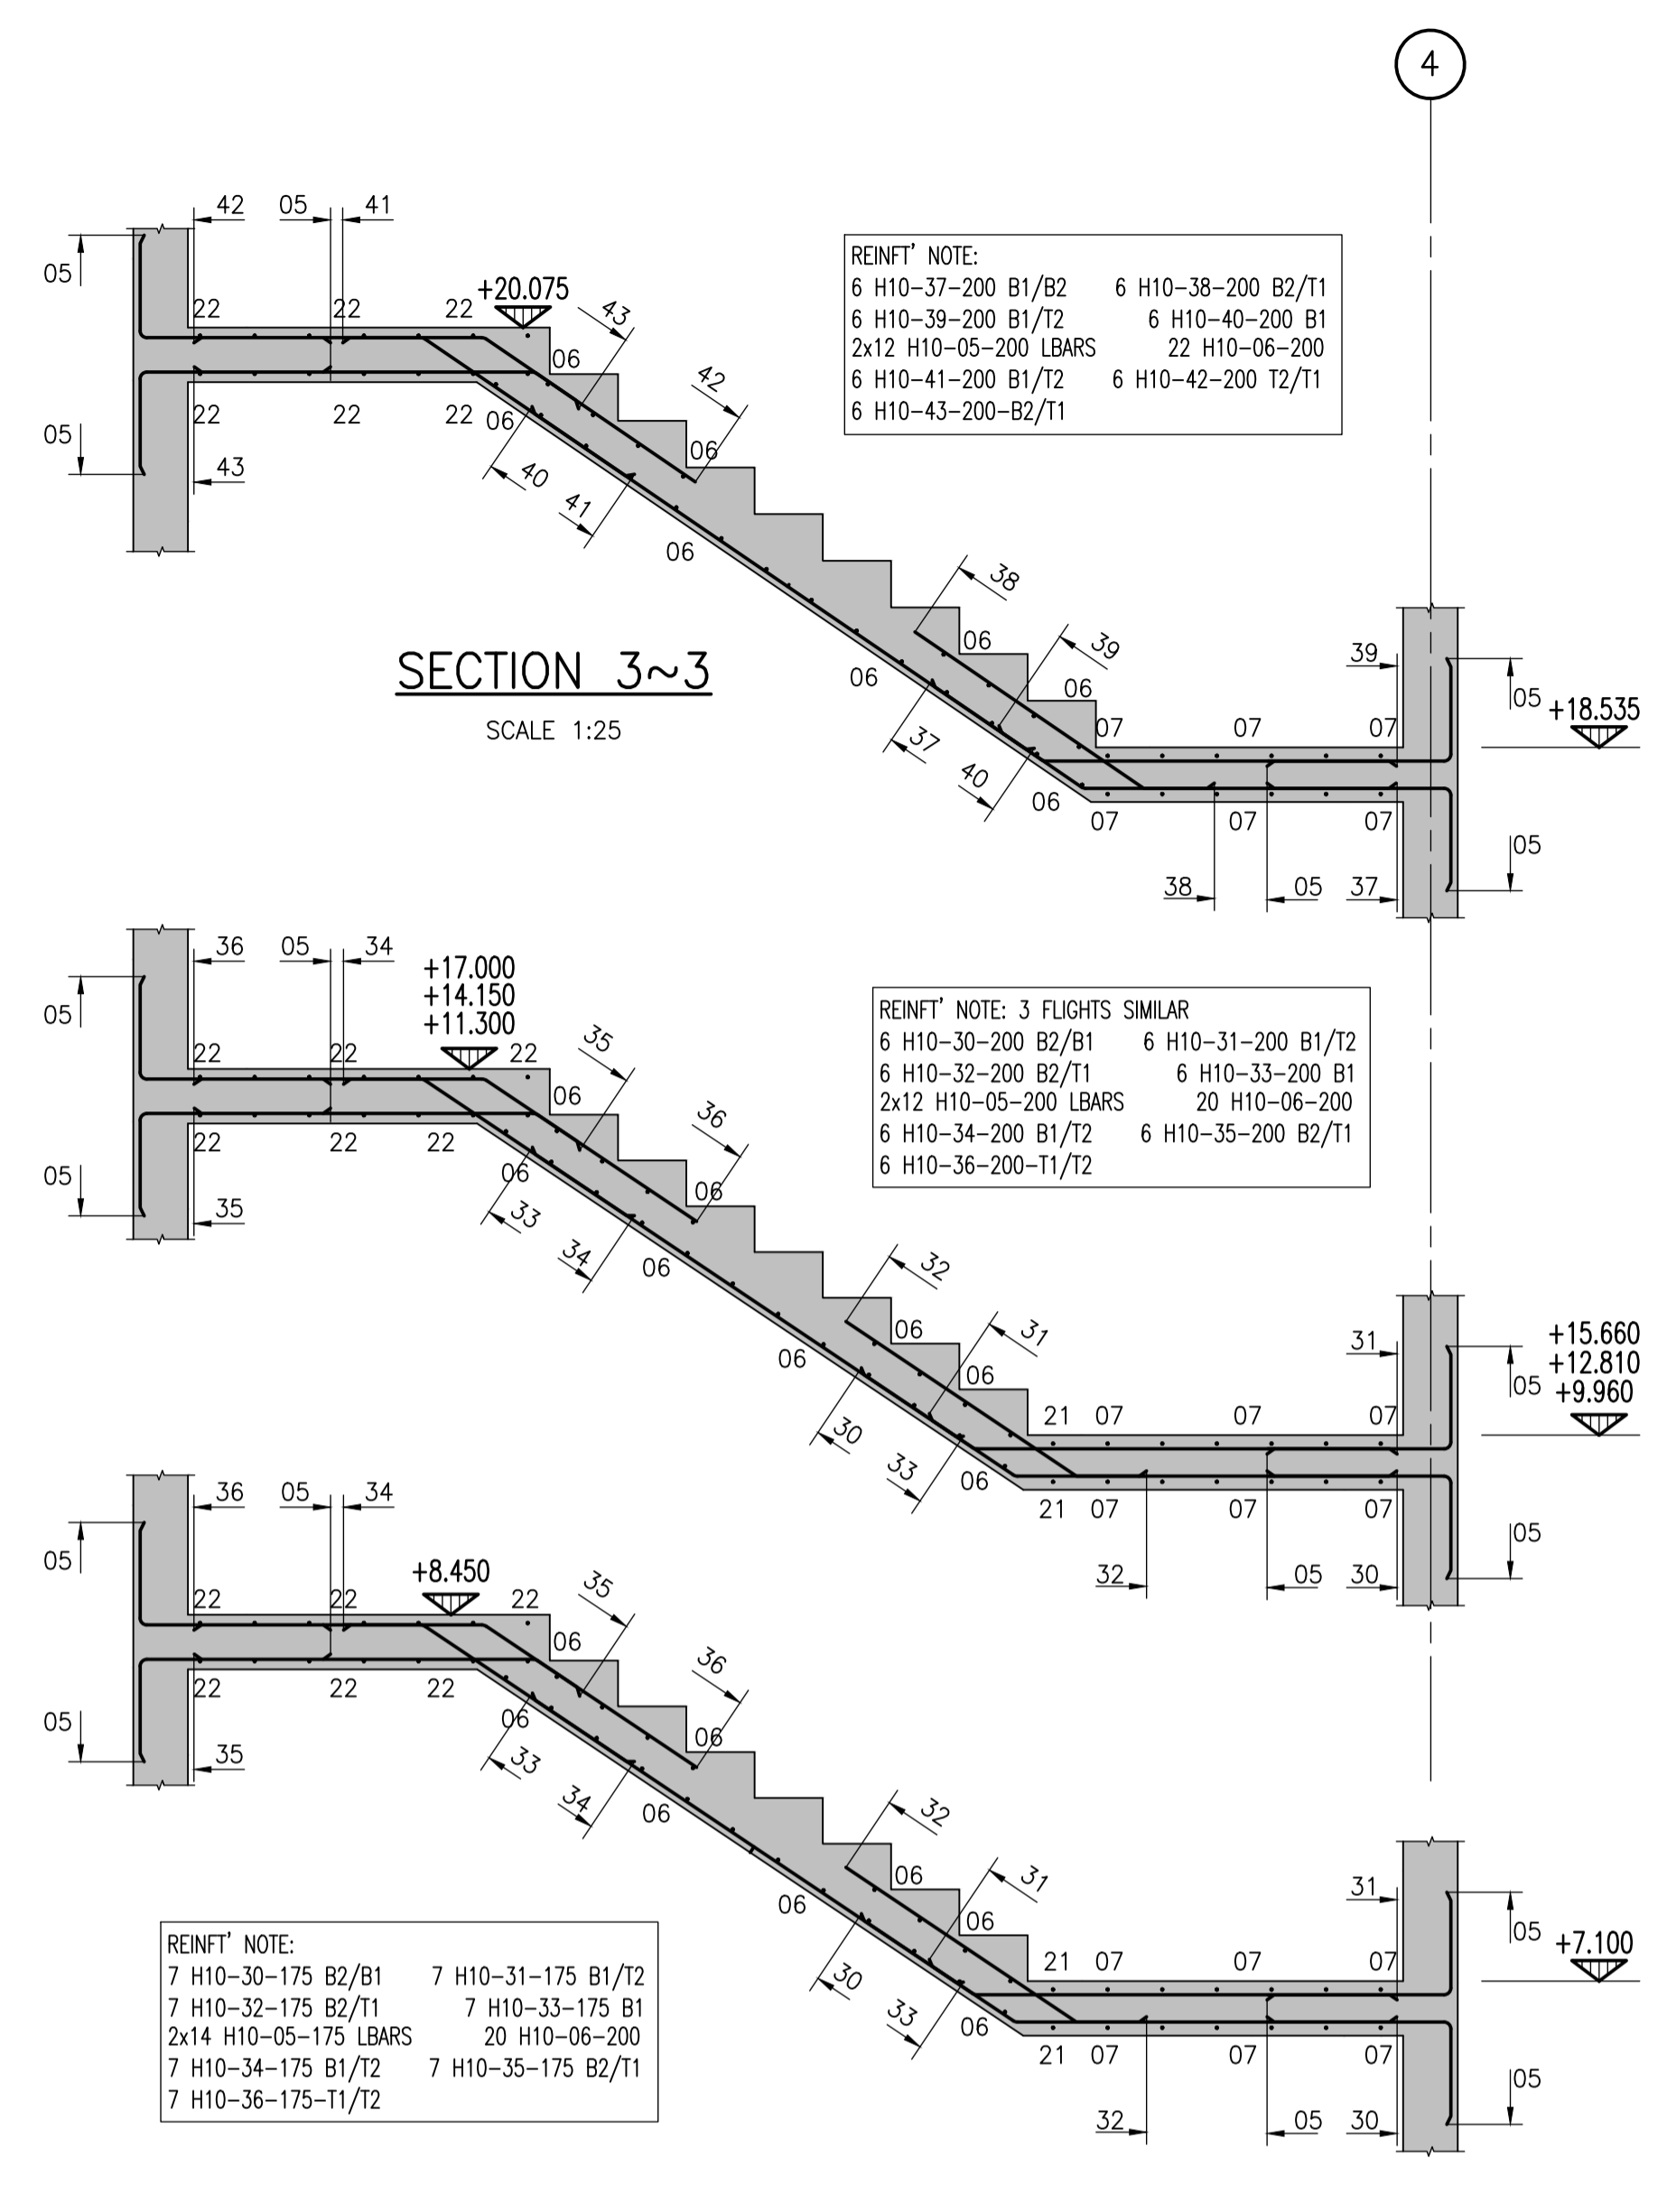 4
42 05 41
05
22 22 22
+20.075
43
42
06
05
22 22 22
06
06
43
40
41
06
REINFT' NOTE:
6 H10-37-200 B1/B2 6 H10-38-200 B2/T1
6 H10-39-200 B1/T2 6 H10-40-200 B1
2x12 H10-05-200 LBARS 22 H10-06-200
6 H10-41-200 B1/T2 6 H10-42-200 T2/T1
6 H10-43-200-B2/T1
SECTION 3~3
SCALE 1:25
38
06
39
39
06
06
05
+18.535
07 07 07
37
40
06
07 07 07
05
38 05 37
36 05 34
05
+17.000
+14.150
+11.300
22 22 22
35
06
36
22 22 22
06
06
05
35
33
34
06
REINFT' NOTE: 3 FLIGHTS SIMILAR
6 H10-30-200 B2/B1 6 H10-31-200 B1/T2
6 H10-32-200 B2/T1 6 H10-33-200 B1
2x12 H10-05-200 LBARS 20 H10-06-200
6 H10-34-200 B1/T2 6 H10-35-200 B2/T1
6 H10-36-200-T1/T2
32
06
31
31
06
06
05
+15.660
+12.810
+9.960
21 07 07 07
30
33
06
21 07 07 07
05
32 05 30
36 05 34
05
+8.450
22 22 22
35
06
36
22 22 22
06
06
05
35
33
34
06
32
06
31
31
06
06
05
+7.100
21 07 07 07
30
33
06
21 07 07 07
05
32 05 30
REINFT' NOTE:
7 H10-30-175 B2/B1 7 H10-31-175 B1/T2
7 H10-32-175 B2/T1 7 H10-33-175 B1
2x14 H10-05-175 LBARS 20 H10-06-200
7 H10-34-175 B1/T2 7 H10-35-175 B2/T1
7 H10-36-175-T1/T2